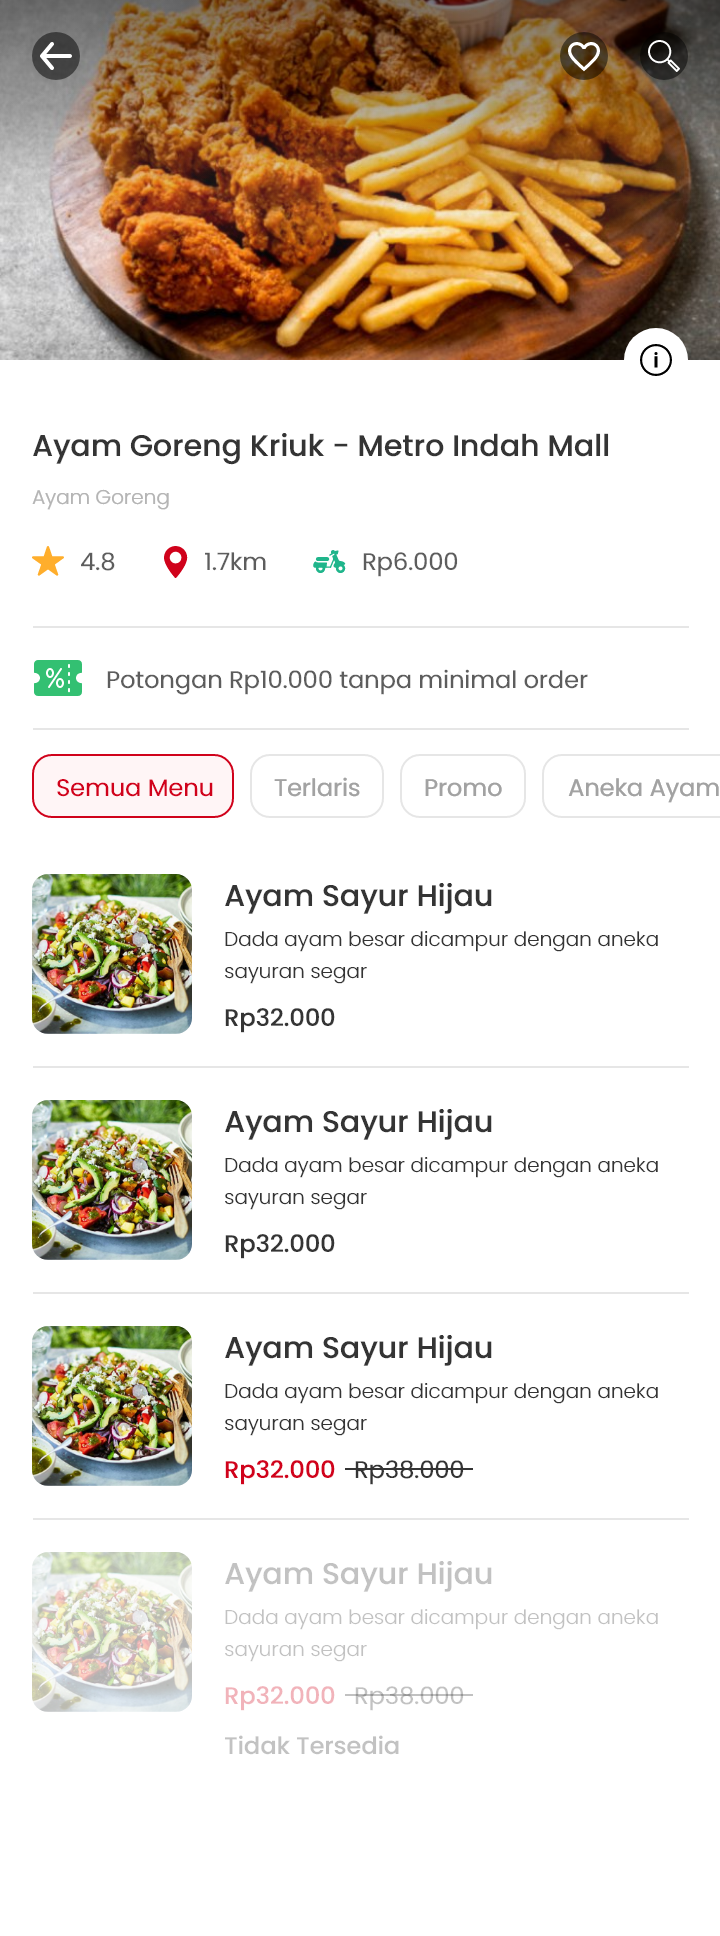 Ayam Goreng Kriuk - Metro Indah Mall
Ayam Goreng
4.8 1.7km Rp6.000
% Potongan Rp10.000 tanpa minimal order
Semua Menu Terlaris Promo Aneka Ayam
Ayam Sayur Hijau
Dada ayam besar dicampur dengan aneka
sayuran segar
Rp32.000
Ayam Sayur Hijau
Dada ayam besar dicampur dengan aneka
sayuran segar
Rp32.000
Ayam Sayur Hijau
Dada ayam besar dicampur dengan aneka
sayuran segar
Rp32.000 Rp38.000
Ayam Sayur Hijau
Dada ayam besar dicampur dengan aneka
sayuran segar
Rp32.000 Rp38.000
Tidak Tersedia